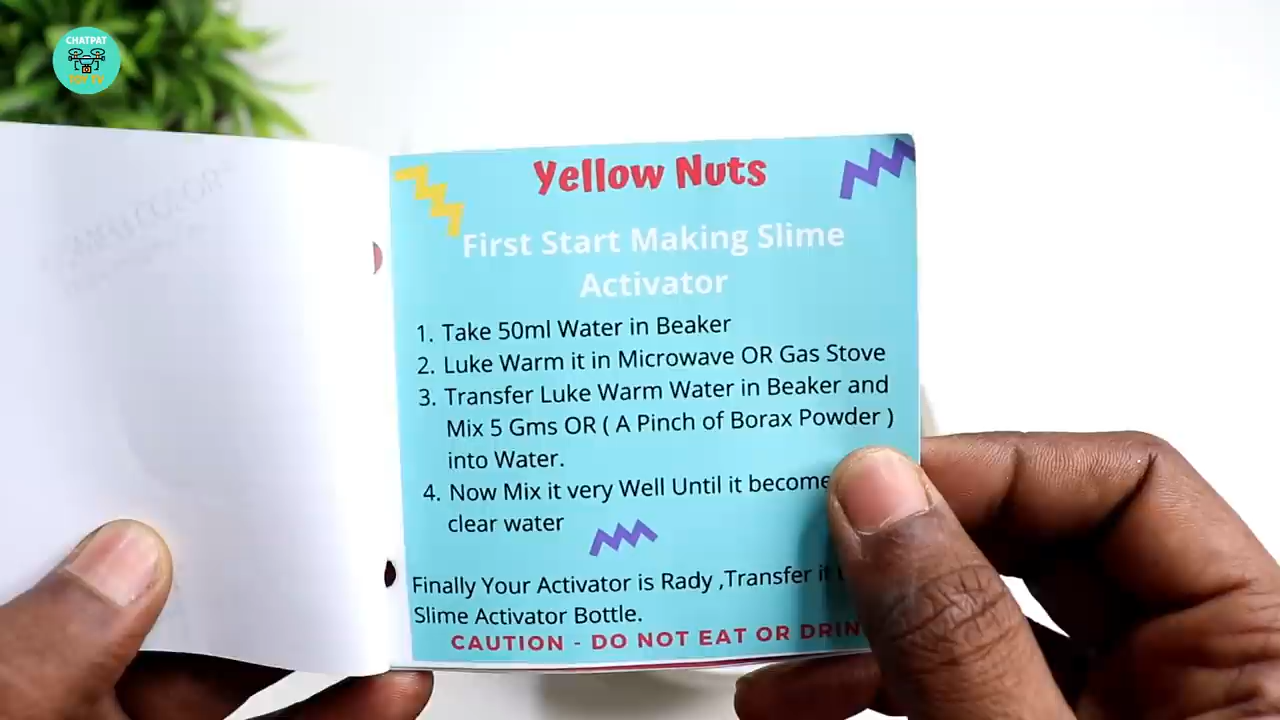 CHATPAT
TOY TV
Yellow Nuts
First Start Making Slime
Activator
1. Take 50ml Water in Beaker
2. Luke Warm it in Microwave OR Gas Stove
3. Transfer Luke Warm Water in Beaker and
Mix 5 Gms OR ( A Pinch of Borax Powder )
into Water.
4. Now Mix it very Well Until it become
clear water
Finally Your Activator is Rady ,Transfer it
Slime Activator Bottle.
CAUTION - DO NOT EAT OR DRIN